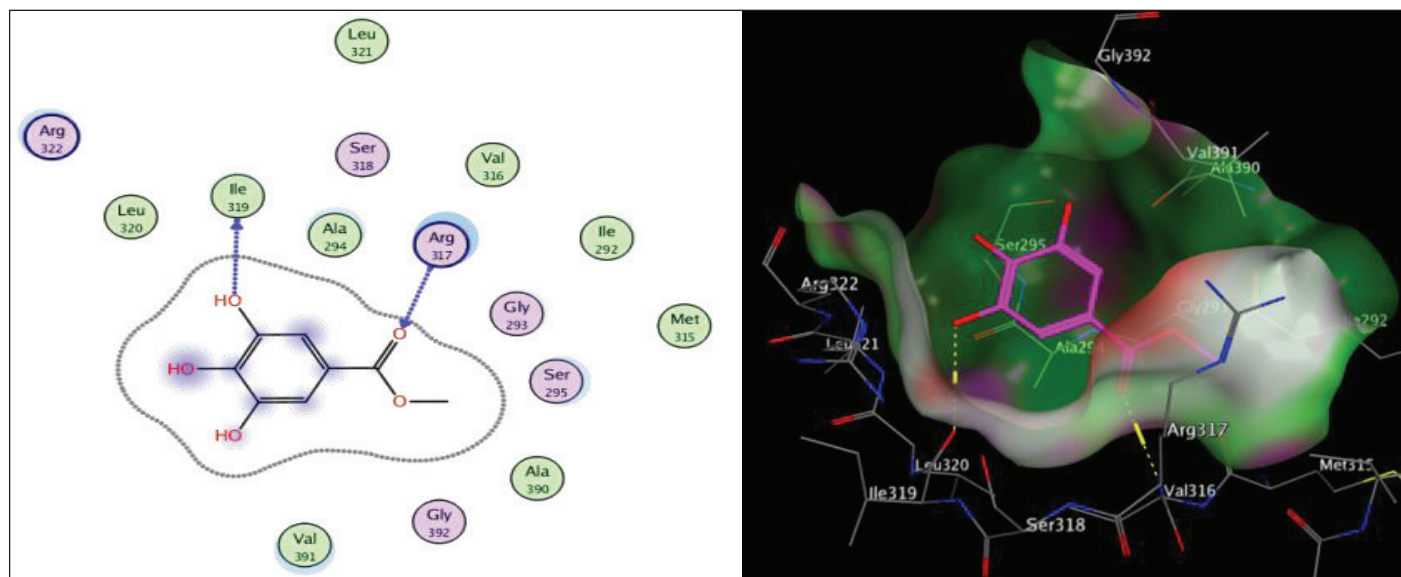 Leu
321
Arg
322
Ser
318
Val
316
Ile
319
Leu
320
Ala
294
Arg
317
Ile
292
HO
O
Gly
293
Met
315
HO
Ser
295
O
HO
Ala
390
Gly
392
Val
391
Gly392
Val391
Ala390
Ser295
Arg322
Ala294
Arg317
Leu320
Met315
Ile319
Val316
Ser318